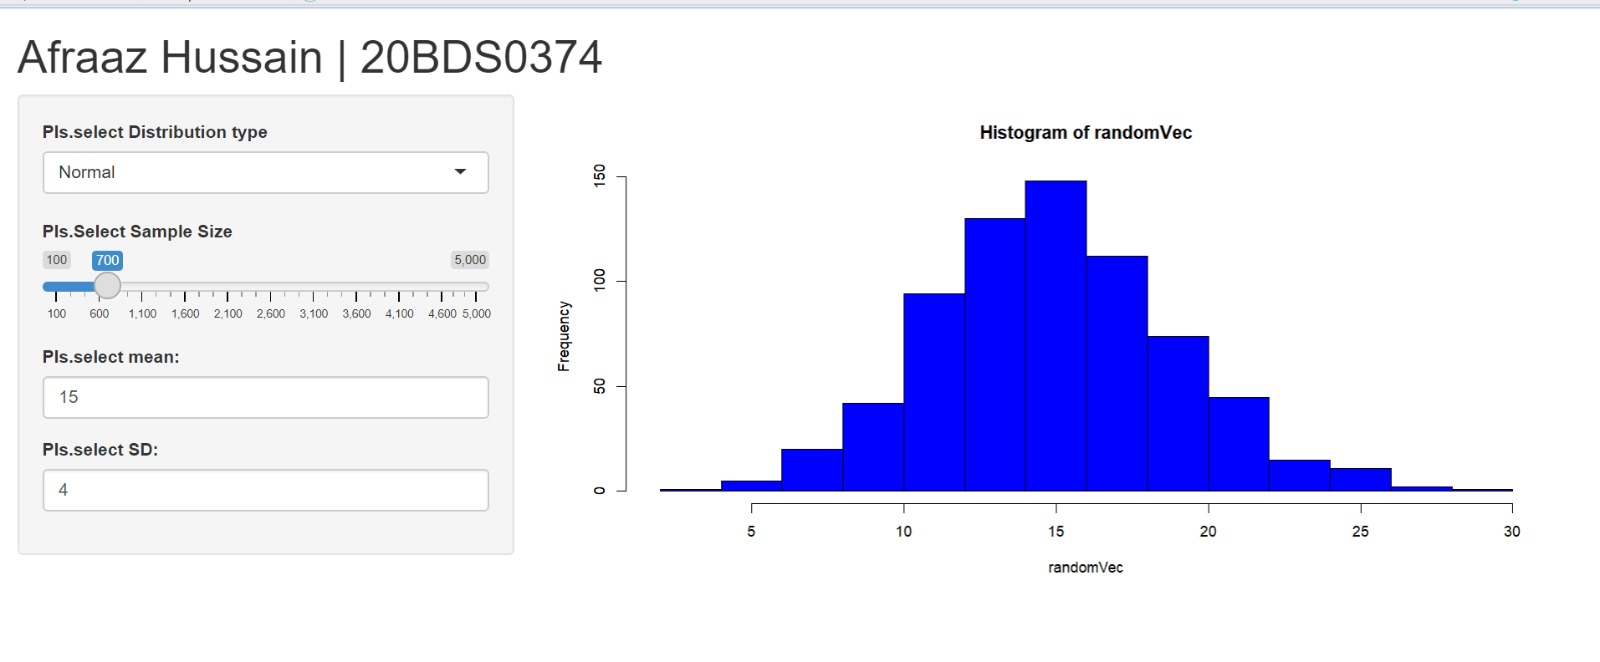 Afraaz Hussain | 20BDS0374
Pls.select Distribution type
Normal
Pls.Select Sample Size
100 700 5,000
100 600 1,100 1,600 2,100 2,600 3,100 3,600 4,100 4,600 5,000
Pls.select mean:
15
Pls.select SD:
4
Histogram of randomVec
Frequency
150
100
50
0
5 10 15 20 25 30
randomVec